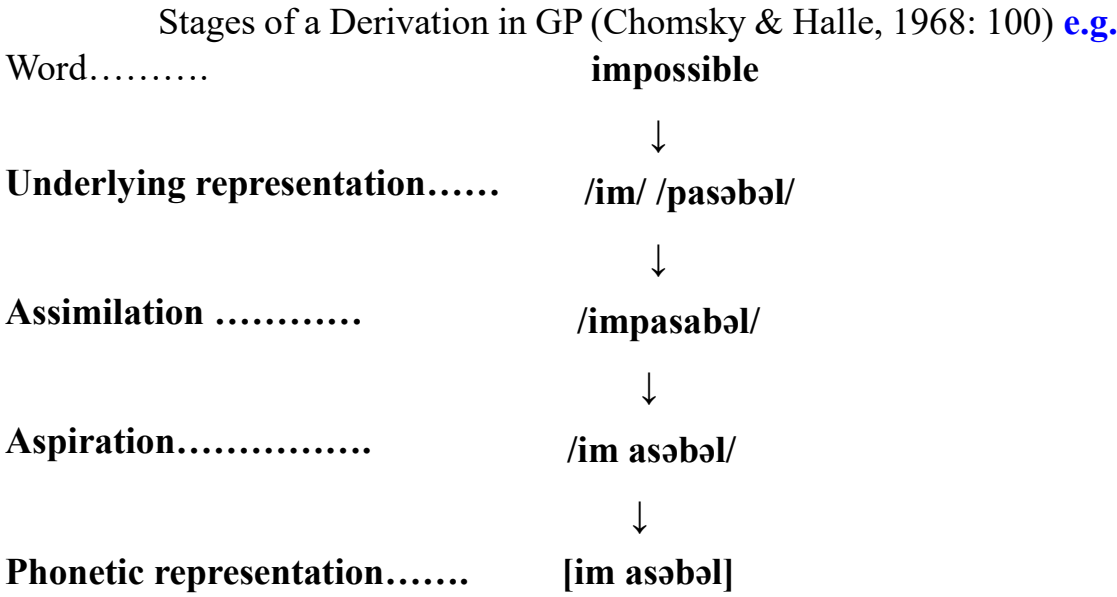 Stages of a Derivation in GP (Chomsky & Halle, 1968: 100) e.g.
Word………. impossible
↓
Underlying representation…… /im/ /pasəbəl/
↓
Assimilation ………… /impasabəl/
↓
Aspiration……………. /im asəbəl/
↓
Phonetic representation……. [im asəbəl]